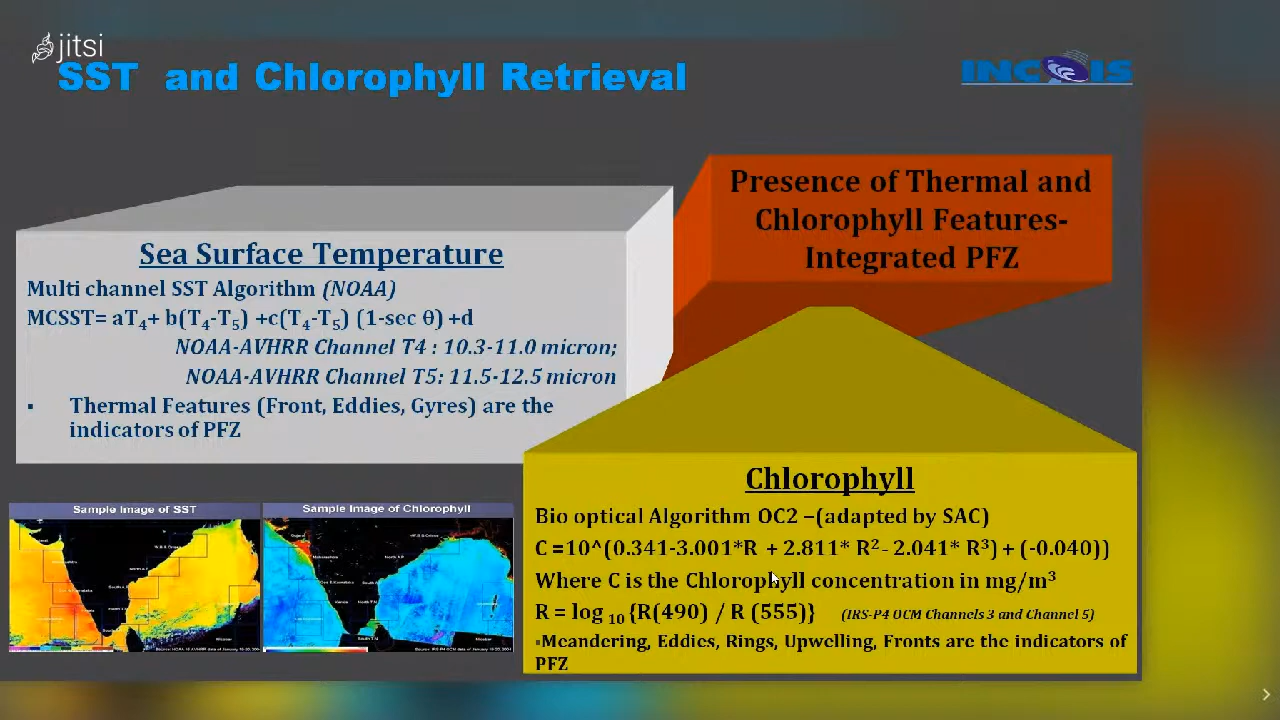 jitsi
SST and Chlorophyll Retrieval
INCOIS
Presence of Thermal and
Chlorophyll Features-
Integrated PFZ
Sea Surface Temperature
Multi channel SST Algorithm (NOAA)
MCSST= aT4+ b(T4-T5) +c(T4-T5) (1-sec θ) +d
NOAA-AVHRR Channel T4 : 10.3-11.0 micron;
NOAA-AVHRR Channel T5: 11.5-12.5 micron
▪ Thermal Features (Front, Eddies, Gyres) are the
indicators of PFZ
Chlorophyll
Bio optical Algorithm OC2 –(adapted by SAC)
C =10^(0.341-3.001*R + 2.811* R²- 2.041* R³) + (-0.040))
Where C is the Chlorophyll concentration in mg/m³
R = log 10 {R(490) / R (555)} (IRS-P4 OCM Channels 3 and Channel 5)
▪Meandering, Eddies, Rings, Upwelling, Fronts are the indicators of
PFZ
Sample Image of SST
Sample Image of Chlorophyll